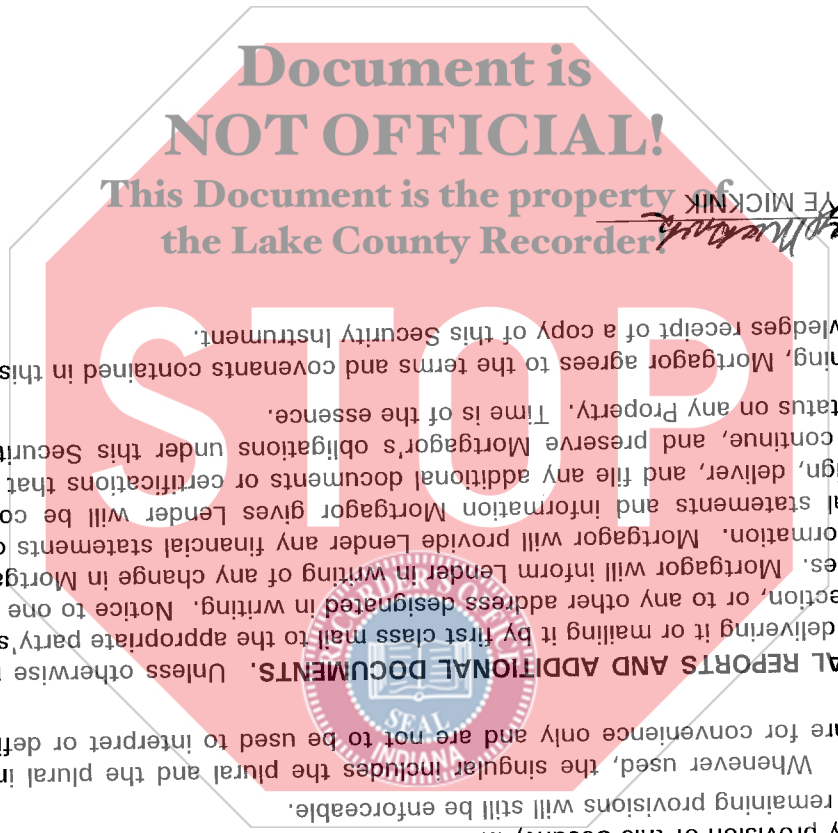 Document is
NOT OFFICIAL!
This Document is the property of
the Lake County Recorder!
STOP
RECORDER'S OFFICE
SEAL
INDIANA
provision of this Security
remaining provisions will still be enforceable.
Whenever used, the singular includes the plural and the plural in
are for convenience only and are not to be used to interpret or defi
AL REPORTS AND ADDITIONAL DOCUMENTS. Unless otherwise
delivering it or mailing it by first class mail to the appropriate party's
ection, or to any other address designated in writing. Notice to one
es. Mortgagor will inform Lender in writing of any change in Mortga
ormation. Mortgagor will provide Lender any financial statements o
al statements and information Mortgagor gives Lender will be co
ign, deliver, and file any additional documents or certifications that
continue, and preserve Mortgagor's obligations under this Securit
tatus on any Property. Time is of the essence.
ning, Mortgagor agrees to the terms and covenants contained in this
wledges receipt of a copy of this Security Instrument.
YE MICKNIK